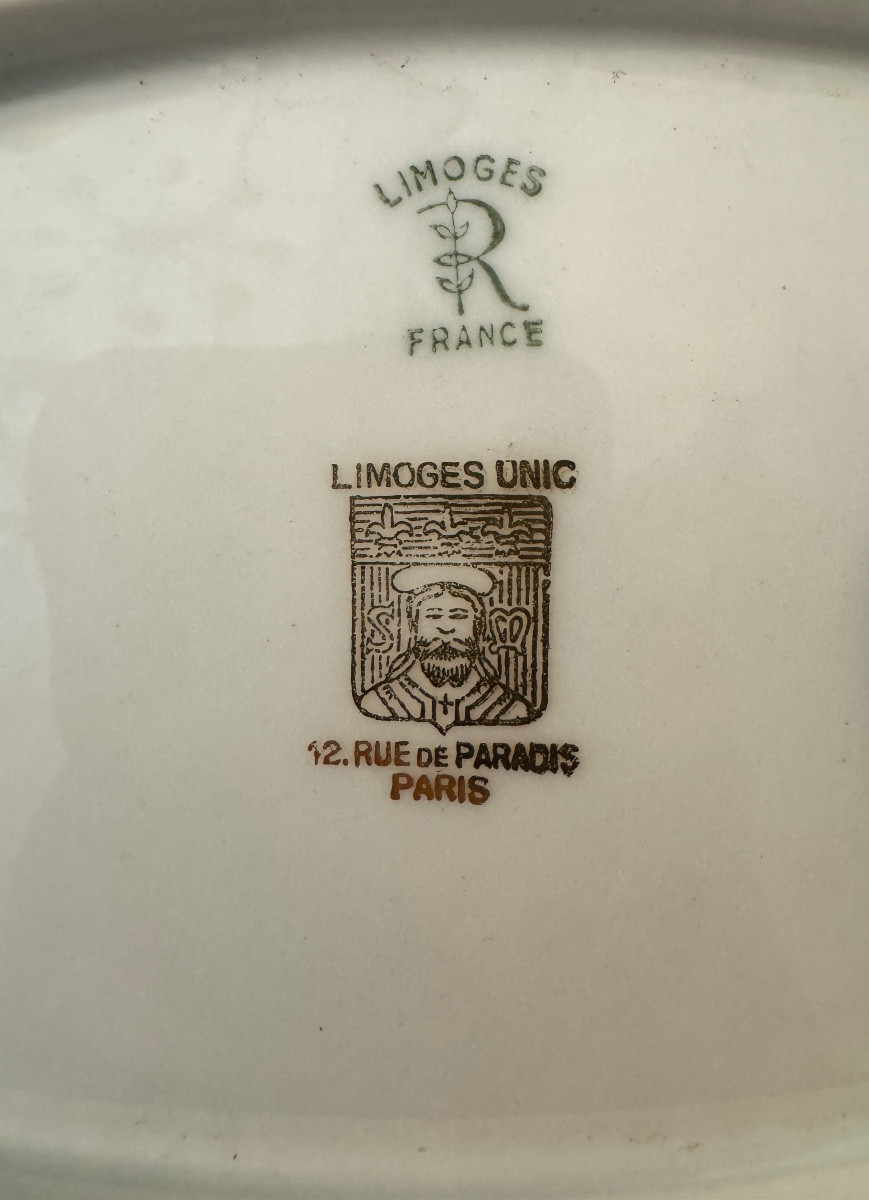 LIMOGES
R
FRANCE
LIMOGES UNIC
S M
12. RUE DE PARADIS
PARIS